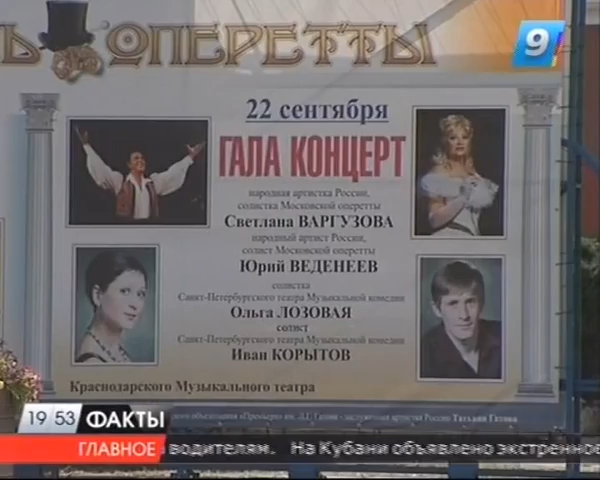 Ь ОПЕРЕТТЫ
9
22 сентября
ГАЛА КОНЦЕРТ
народная артистка России,
солистка Московской оперетты
Светлана ВАРГУЗОВА
народный артист России,
солист Московской оперетты
Юрий ВЕДЕНЕЕВ
солистка
Санкт-Петербургского театра Музыкальной комедии
Ольга ЛОЗОВАЯ
солист
Санкт-Петербургского театра Музыкальной комедии
Иван КОРЫТОВ
Краснодарского Музыкального театра
объединения «Премьера» им. Л.Г. Гатова - заслуженная артистка России Татьяна Гатова
19 53 ФАКТЫ
ГЛАВНОЕ водителям. На Кубани объявлено экстренное